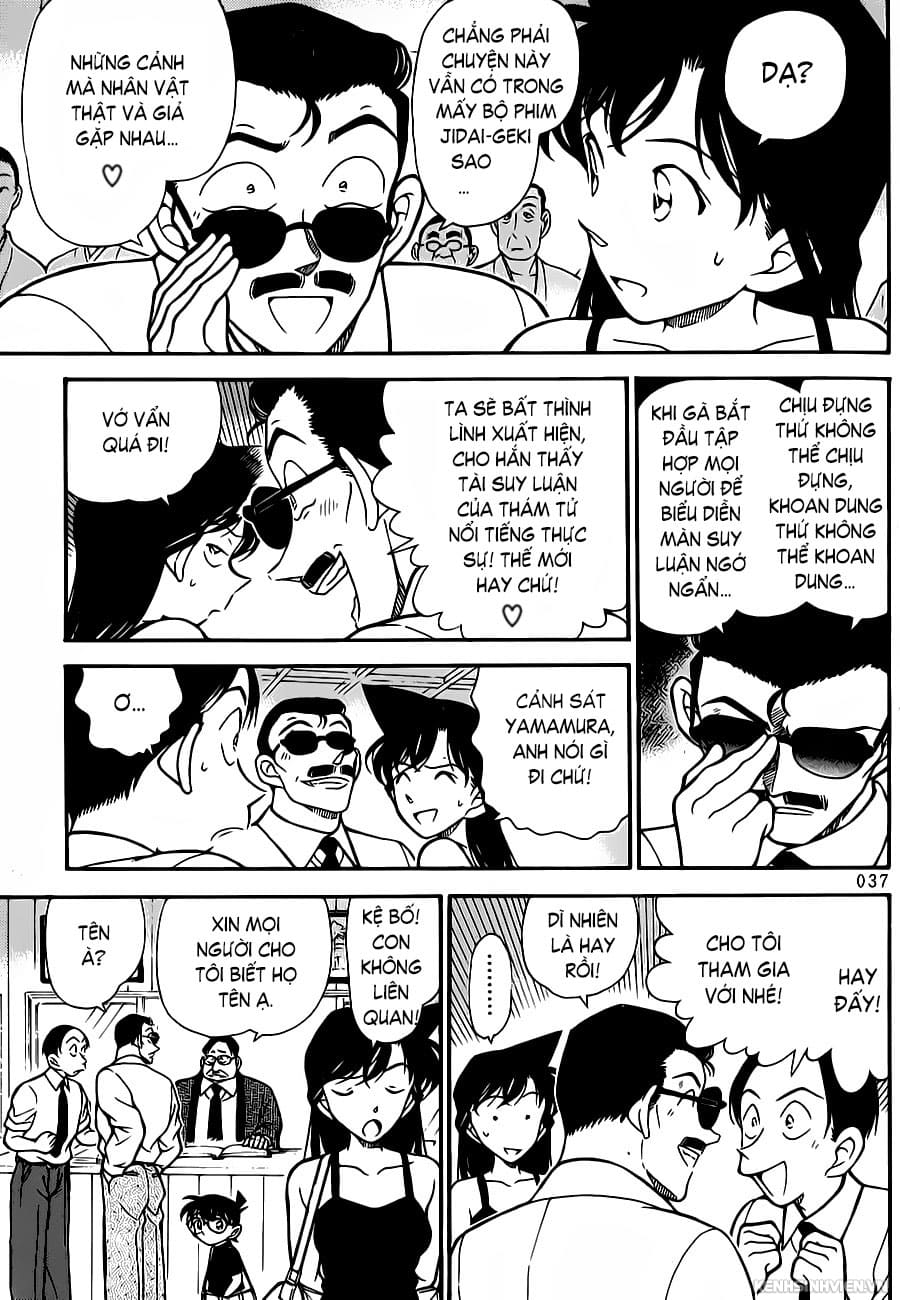 DẠ?
CHẲNG PHẢI
CHUYỆN NÀY
VẪN CÓ TRONG
MẤY BỘ PHIM
JIDAI-GEKI
SAO
...
NHỮNG CẢNH
MÀ NHÂN VẬT
THẬT VÀ GIẢ
GẶP NHAU...
♡
CHỊU ĐỰNG
THỨ KHÔNG
THỂ CHỊU
ĐỰNG,
KHOAN DUNG
THỨ KHÔNG
THỂ KHOAN
DUNG...
KHI GÃ BẮT
ĐẦU TẬP
HỢP MỌI
NGƯỜI ĐỂ
BIỂU DIỄN
MÀN SUY
LUẬN NGỚ
NGẨN...
TA SẼ BẤT THÌNH
LÌNH XUẤT HIỆN,
CHO HẮN THẤY
TÀI SUY LUẬN
CỦA THÁM TỬ
NỔI TIẾNG THỰC
SỰ! THẾ MỚI
HAY CHỨ!
♡
VỚ VẨN
QUÁ ĐI!
CẢNH SÁT
YAMAMURA,
ANH NÓI GÌ
ĐI CHỨ!
Ơ...
037
HAY
ĐẤY!
CHO TÔI
THAM GIA
VỚI NHÉ!
DĨ NHIÊN
LÀ HAY
RỒI!
.........
KỆ BỐ!
CON
KHÔNG
LIÊN
QUAN!
XIN MỌI
NGƯỜI CHO
TÔI BIẾT HỌ
TÊN Ạ.
TÊN
À?
KENHSINHVIEN.VN